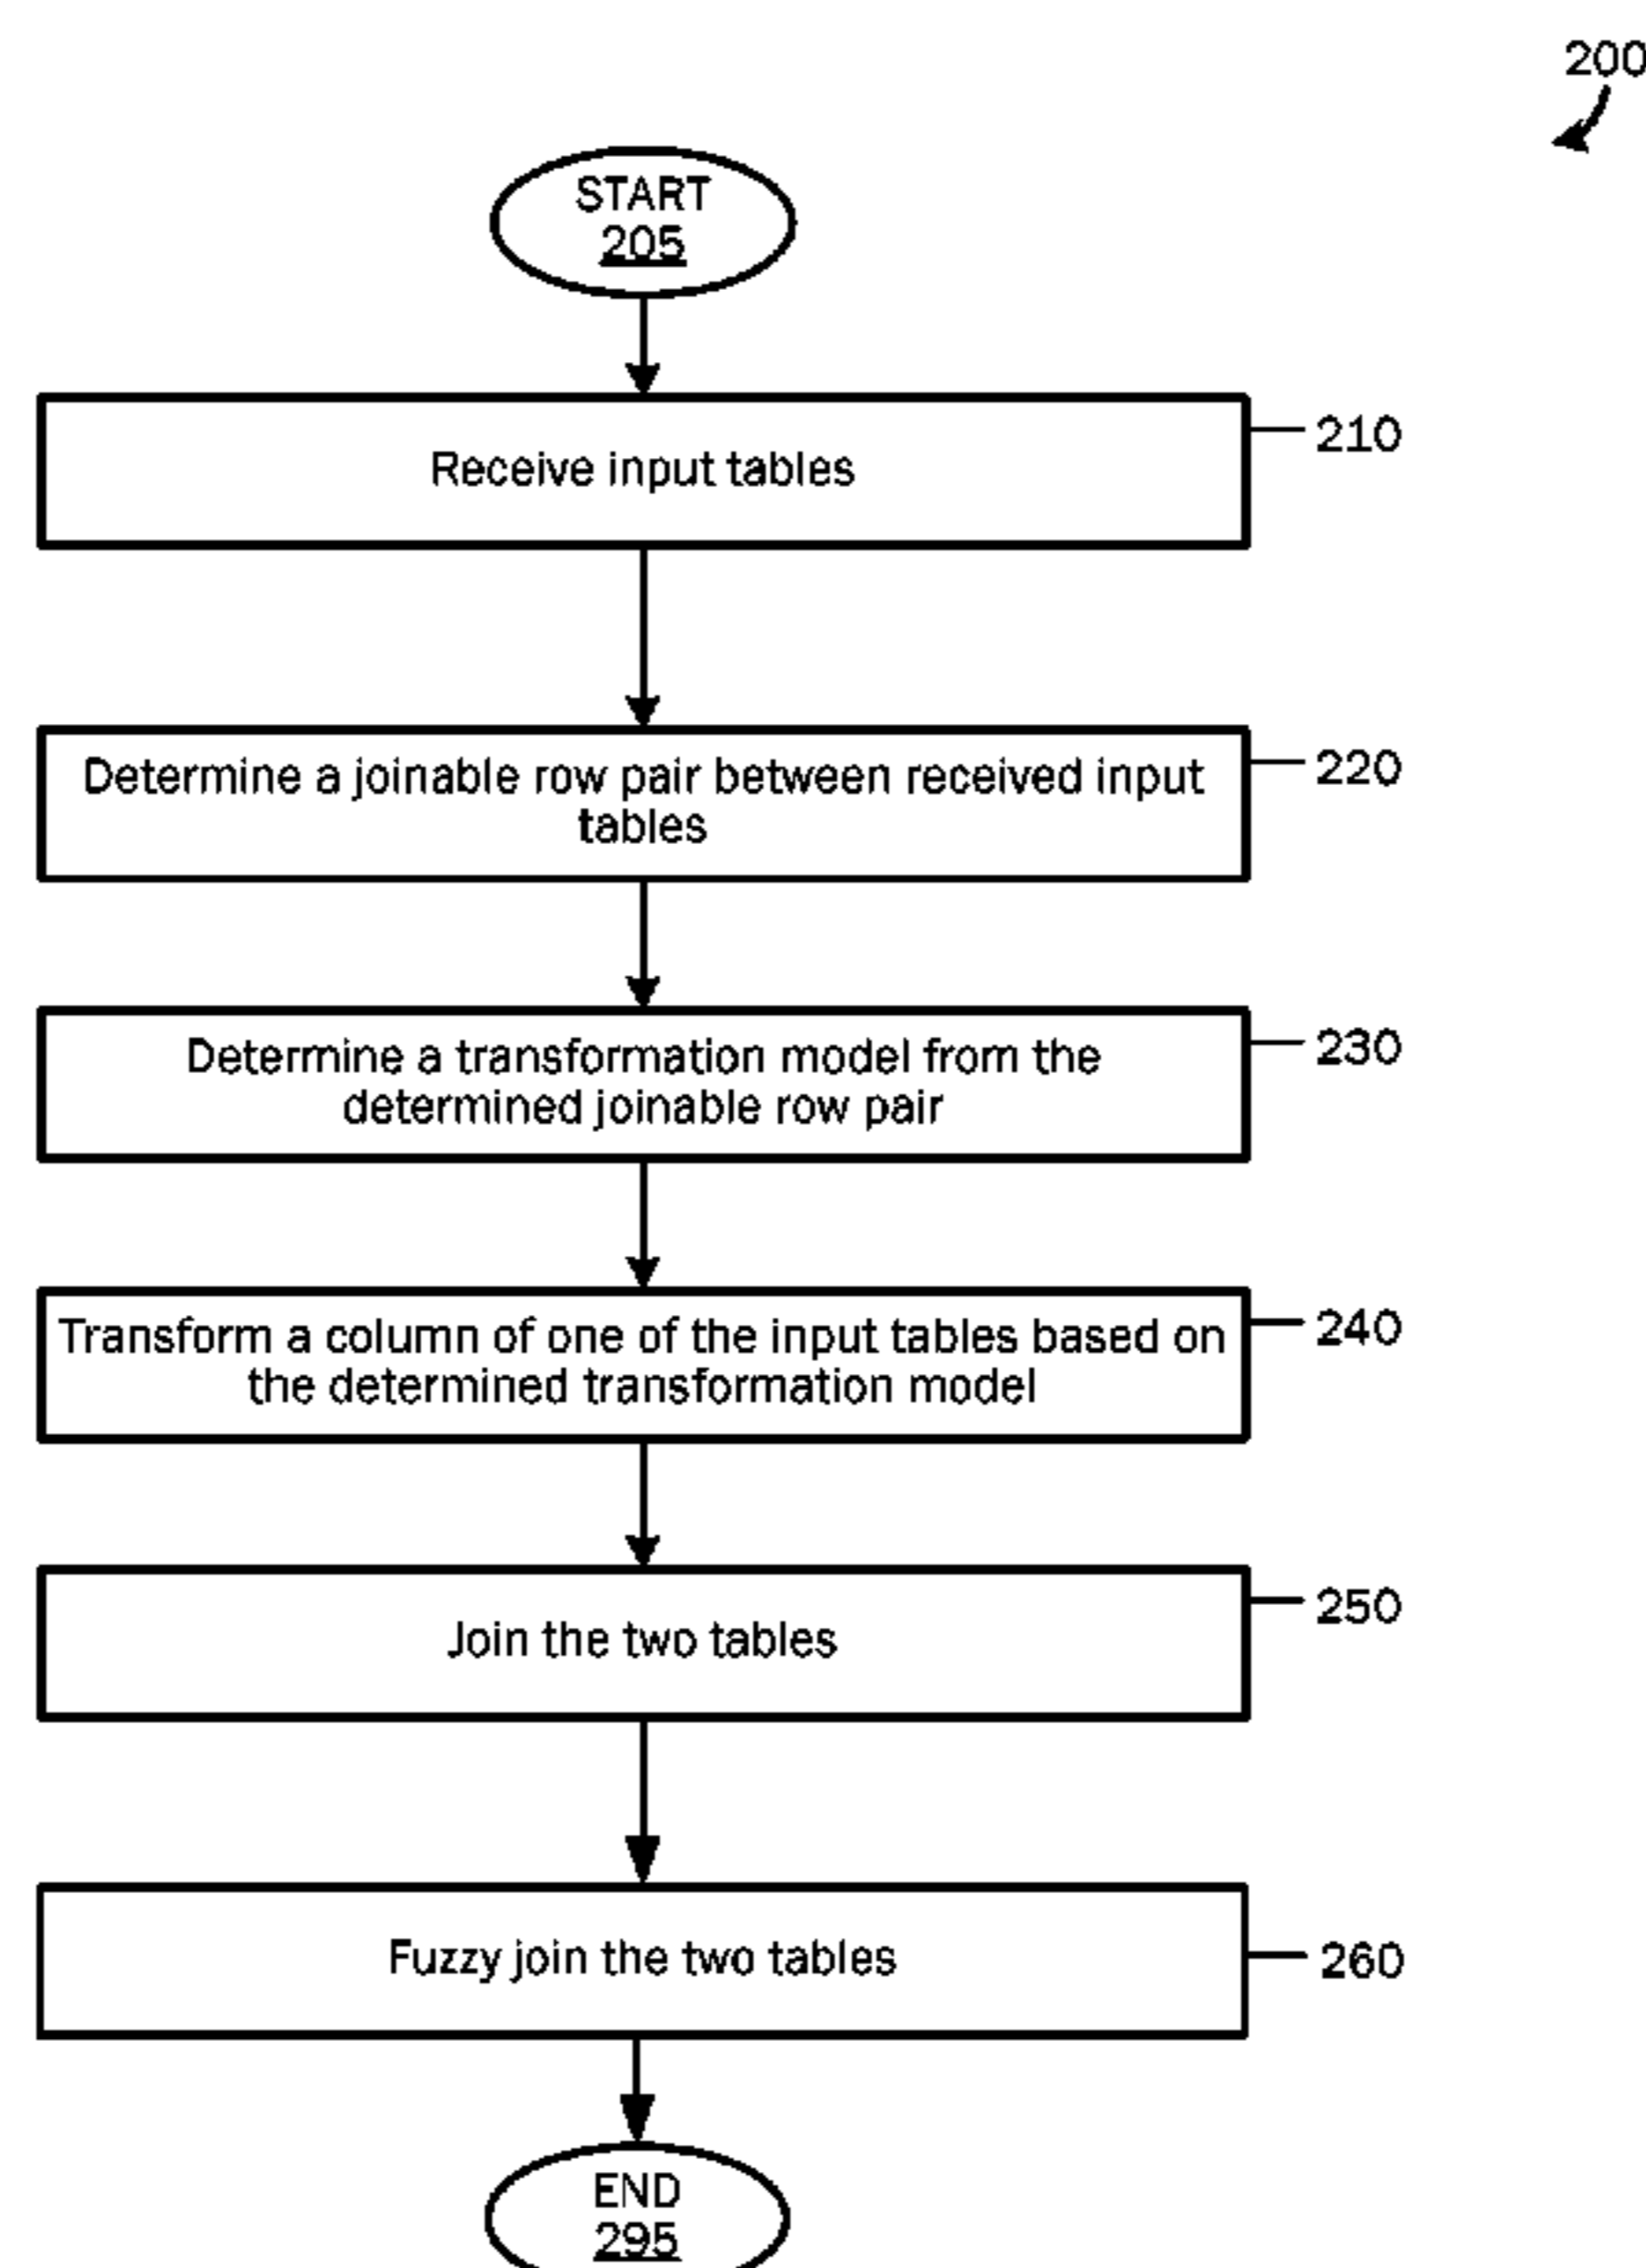 200
START
205
Receive input tables
210
Determine a joinable row pair between received input
tables
220
Determine a transformation model from the
determined joinable row pair
230
Transform a column of one of the input tables based on
the determined transformation model
240
Join the two tables
250
Fuzzy join the two tables
260
END
295